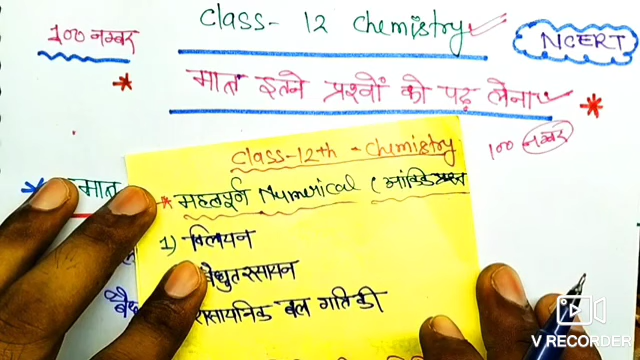 100 नम्बर
Class- 12 Chemistry
NCERT
मात्र इतने प्रश्नों को पढ़ लेना
100 नम्बर
Class-12th - Chemistry
मात्र
* महत्वपूर्ण Numerical (
1) विलयन
वैधुत रसायन
रासायनिक बल गतिकी
V RECORDER